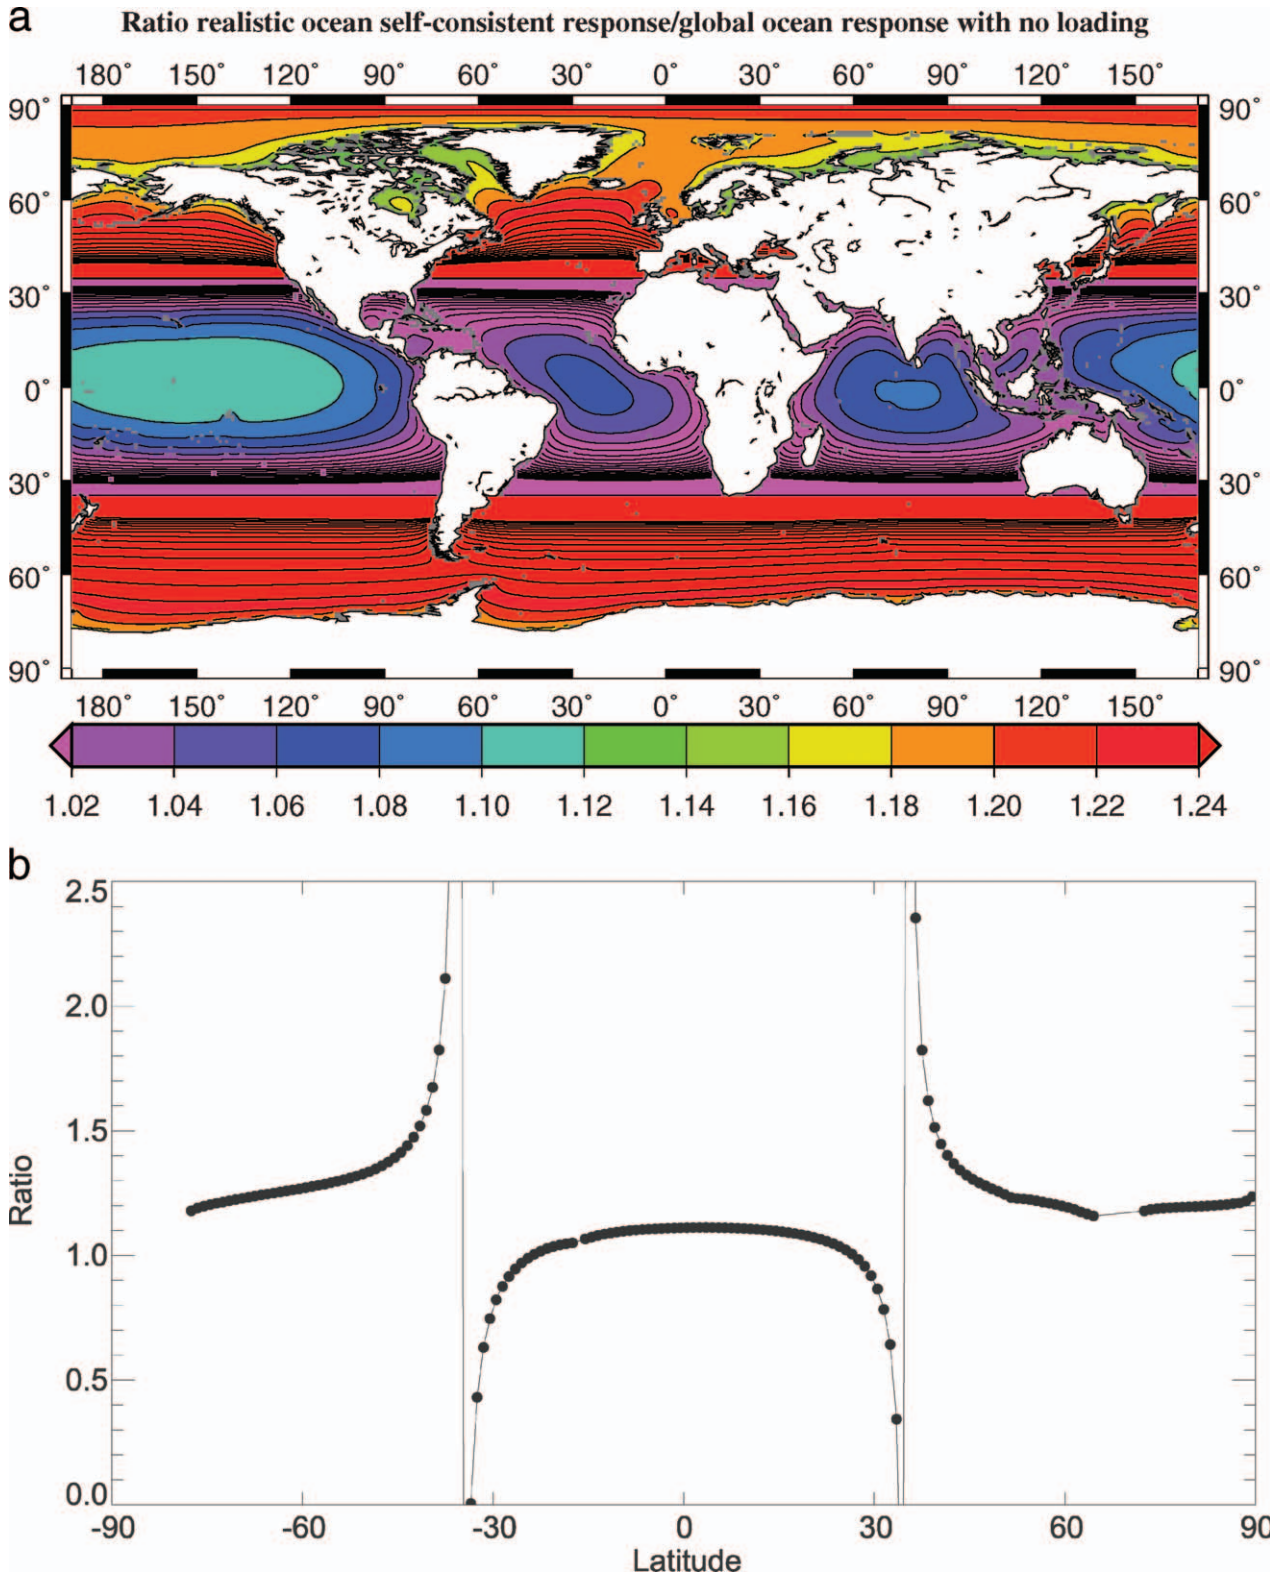 a
Ratio realistic ocean self-consistent response/global ocean response with no loading
180° 150° 120° 90° 60° 30° 0° 30° 60° 90° 120° 150°
90° 90°
60° 60°
30° 30°
0° 0°
30° 30°
60° 60°
90° 90°
180° 150° 120° 90° 60° 30° 0° 30° 60° 90° 120° 150°
1.02 1.04 1.06 1.08 1.10 1.12 1.14 1.16 1.18 1.20 1.22 1.24
b
2.5
2.0
1.5
1.0
0.5
0.0
Ratio
-90 -60 -30 0 30 60 90
Latitude